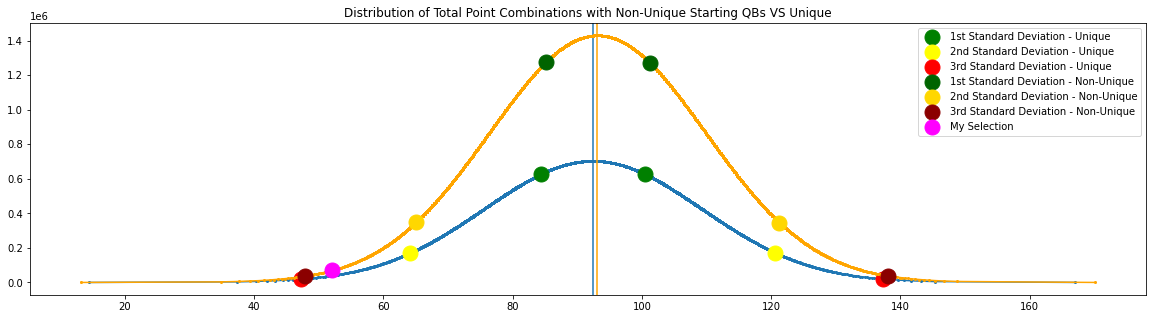 Distribution of Total Point Combinations with Non-Unique Starting QBs VS Unique
1e6
1.4
1.2
1.0
0.8
0.6
0.4
0.2
0.0
20 40 60 80 100 120 140 160
1st Standard Deviation - Unique
2nd Standard Deviation - Unique
3rd Standard Deviation - Unique
1st Standard Deviation - Non-Unique
2nd Standard Deviation - Non-Unique
3rd Standard Deviation - Non-Unique
My Selection